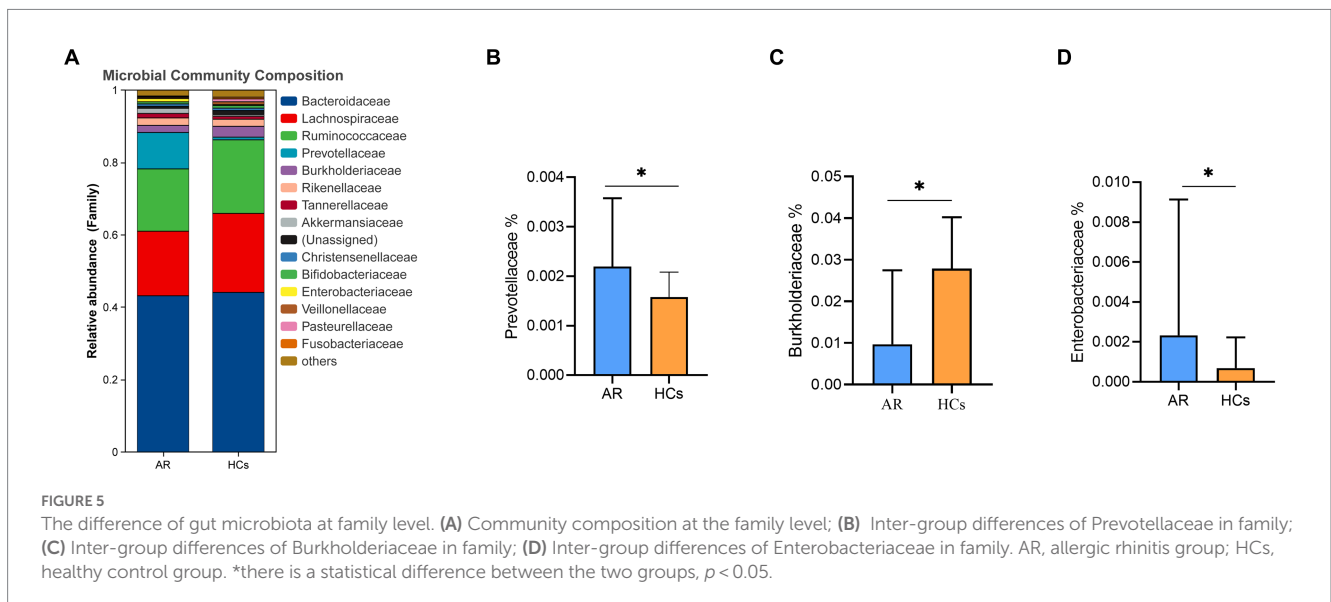 A
Microbial Community Composition
Relative abundance (Family)
1
0.8
0.6
0.4
0.2
0
AR
HCs
Bacteroidaceae
Lachnospiraceae
Ruminococcaceae
Prevotellaceae
Burkholderiaceae
Rikenellaceae
Tannerellaceae
Akkermansiaceae
(Unassigned)
Christensenellaceae
Bifidobacteriaceae
Enterobacteriaceae
Veillonellaceae
Pasteurellaceae
Fusobacteriaceae
others
B
Prevotellaceae %
0.004
0.003
0.002
0.001
0.000
*
AR
HCs
C
Burkholderiaceae %
0.05
0.04
0.03
0.02
0.01
0.00
*
AR
HCs
D
Enterobacteriaceae %
0.010
0.008
0.006
0.004
0.002
0.000
*
AR
HCs
FIGURE 5
The difference of gut microbiota at family level. (A) Community composition at the family level; (B) Inter-group differences of Prevotellaceae in family;
(C) Inter-group differences of Burkholderiaceae in family; (D) Inter-group differences of Enterobacteriaceae in family. AR, allergic rhinitis group; HCs,
healthy control group. *there is a statistical difference between the two groups, p < 0.05.